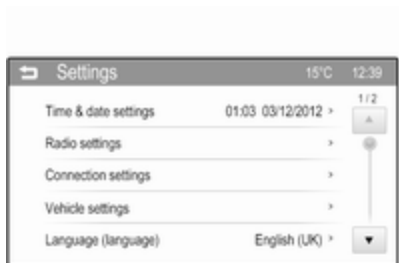 Settings 15°C 12:39
1/2
Time & date settings 01:03 03/12/2012 >
Radio settings >
Connection settings >
Vehicle settings >
Language (language) English (UK) >